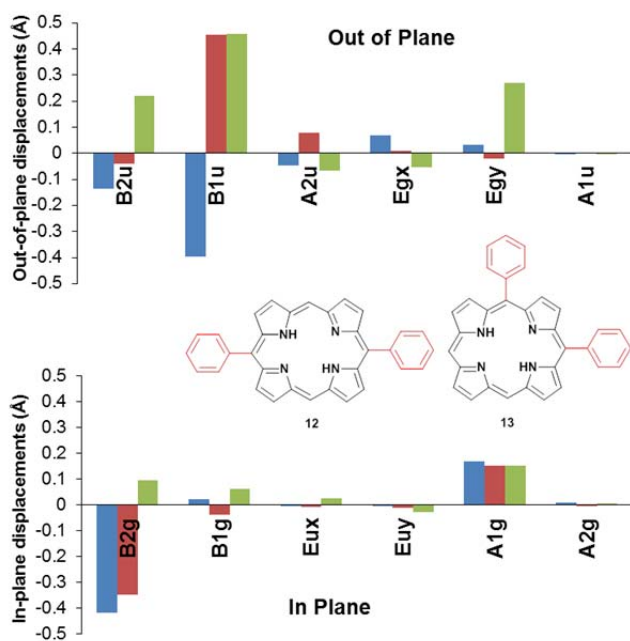 Out of Plane
Out-of-plane displacements (Å)
0.5
0.4
0.3
0.2
0.1
0
-0.1
-0.2
-0.3
-0.4
-0.5
B2u
B1u
A2u
Egx
Egy
A1u
NH
N
N
HN
12
NH
N
N
HN
13
In-plane displacements (Å)
0.5
0.4
0.3
0.2
0.1
0
-0.1
-0.2
-0.3
-0.4
-0.5
B2g
B1g
Eux
Euy
A1g
A2g
In Plane